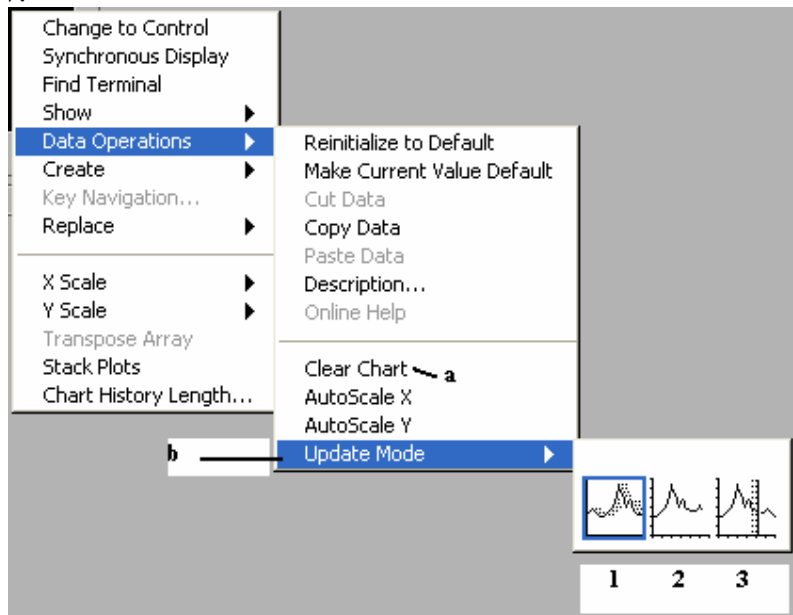 Change to Control
Synchronous Display
Find Terminal
Show
Data Operations
Create
Key Navigation...
Replace
X Scale
Y Scale
Transpose Array
Stack Plots
Chart History Length...
Reinitialize to Default
Make Current Value Default
Cut Data
Copy Data
Paste Data
Description...
Online Help
Clear Chart a
AutoScale X
AutoScale Y
b Update Mode
1 2 3